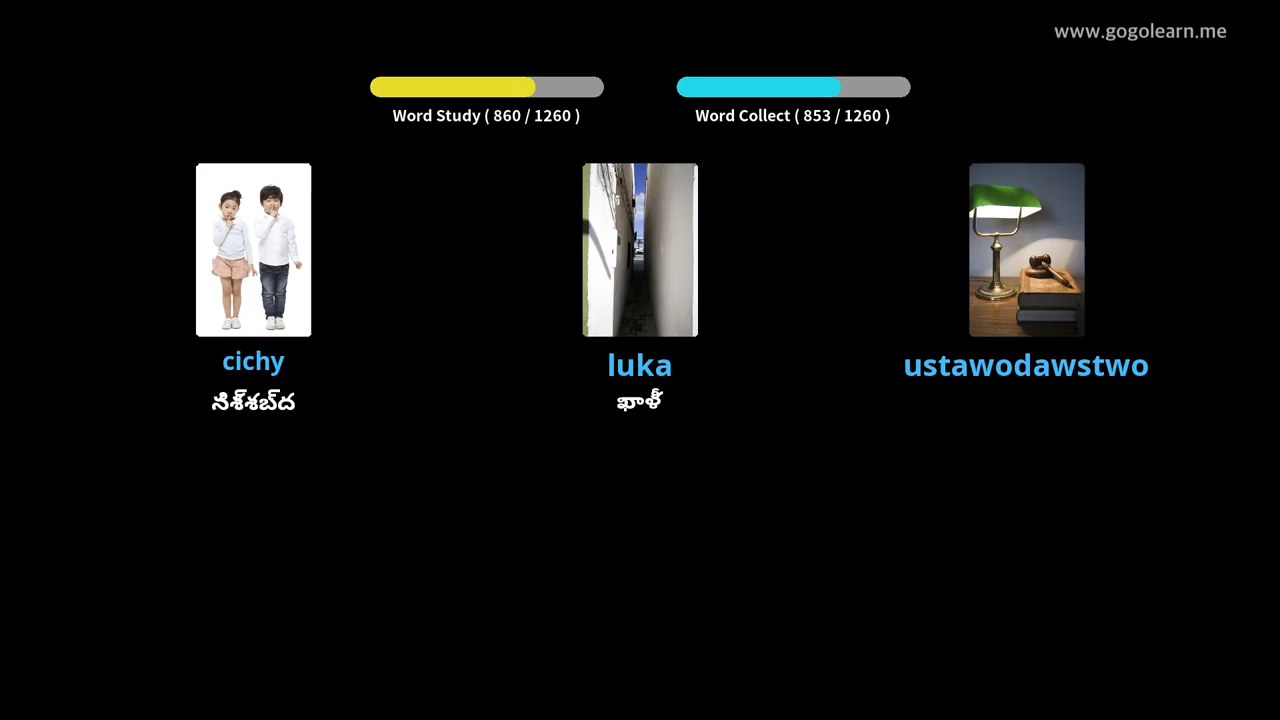 www.gogolearn.me
Word Study ( 860 / 1260 )
Word Collect ( 853 / 1260 )
cichy
నిశ్శబ్ద
luka
ఖాళీ
ustawodawstwo